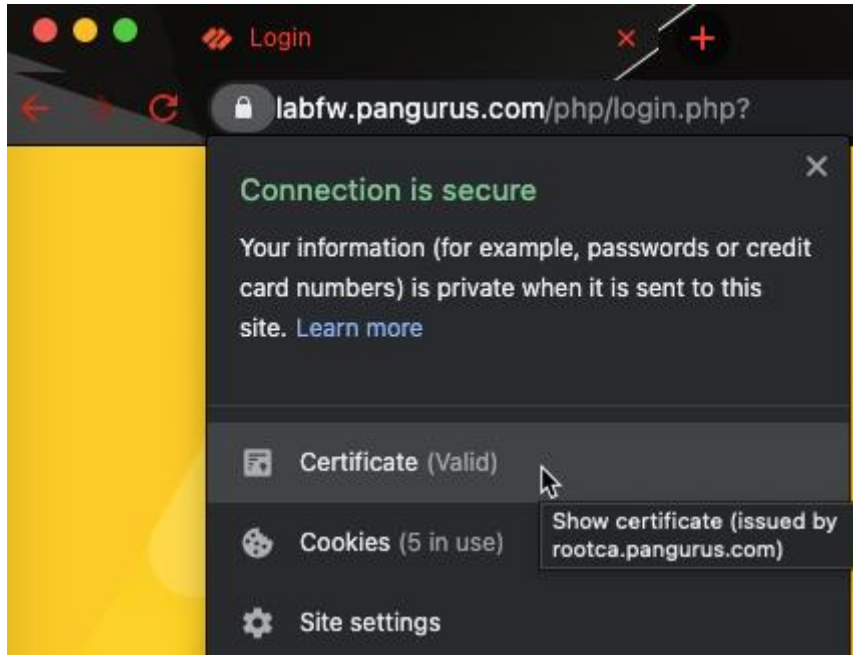 Login
labfw.pangurus.com/php/login.php?
Connection is secure
Your information (for example, passwords or credit
card numbers) is private when it is sent to this
site. Learn more
Certificate (Valid)
Show certificate (issued by
rootca.pangurus.com)
Cookies (5 in use)
Site settings